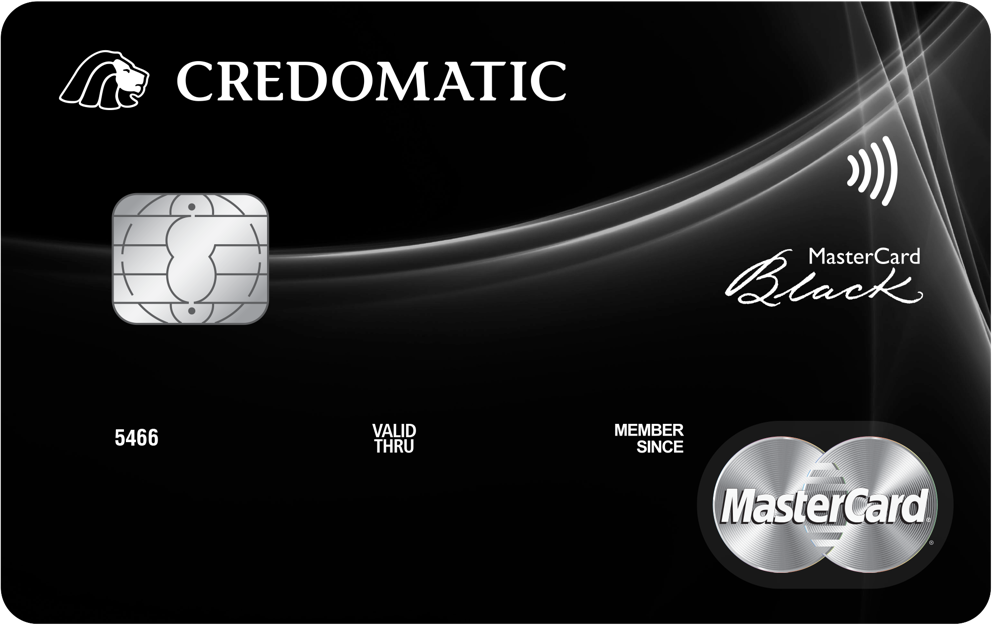 CREDOMATIC
MasterCard
Black
5466
VALID
THRU
MEMBER
SINCE
MasterCard